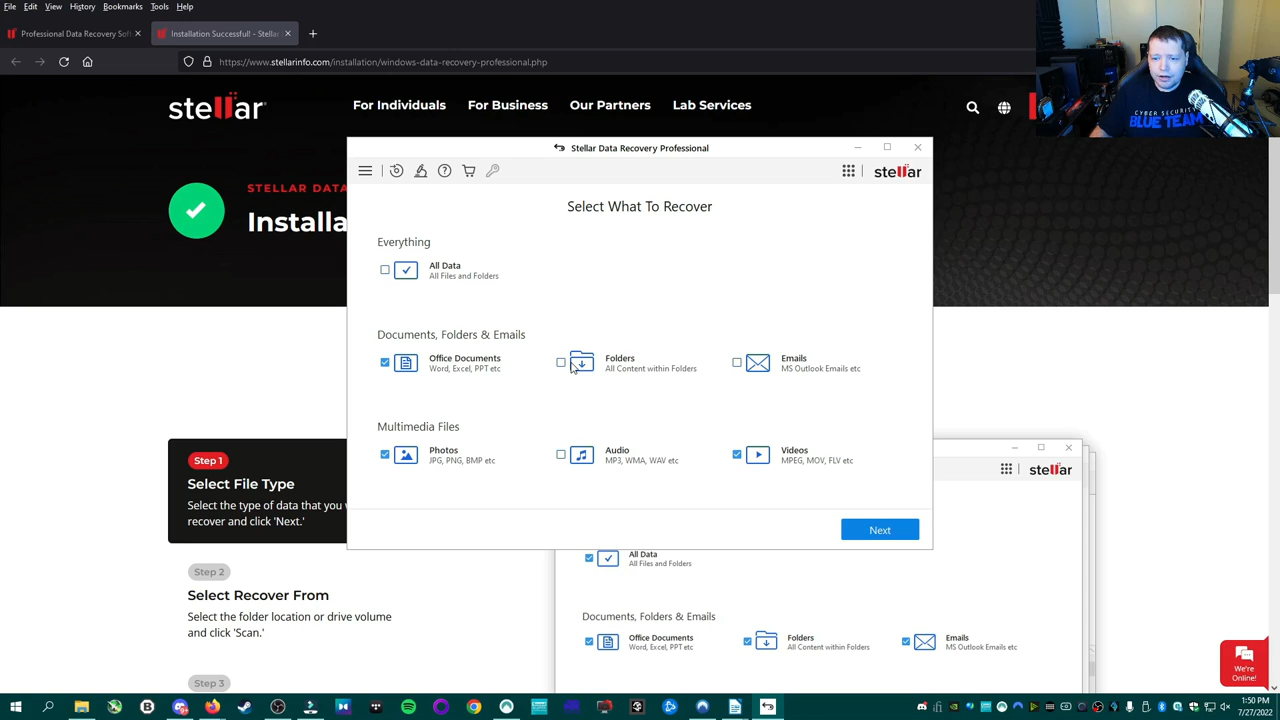 File Edit View History Bookmarks Tools Help
Professional Data Recovery Soft
Installation Successful! - Stellar
https://www.stellarinfo.com/installation/windows-data-recovery-professional.php
stellar
For Individuals
For Business
Our Partners
Lab Services
CYBER SECURITY
BLUE TEAM
STELLAR DATA
Installa
Stellar Data Recovery Professional
stellar
Select What To Recover
Everything
All Data
All Files and Folders
Documents, Folders & Emails
Office Documents
Word, Excel, PPT etc
Folders
All Content within Folders
Emails
MS Outlook Emails etc
Multimedia Files
Photos
JPG, PNG, BMP etc
Audio
MP3, WMA, WAV etc
Videos
MPEG, MOV, FLV etc
Next
Step 1
Select File Type
Select the type of data that you
recover and click 'Next.'
Step 2
Select Recover From
Select the folder location or drive volume
and click 'Scan.'
Step 3
stellar
All Data
All Files and Folders
Documents, Folders & Emails
Office Documents
Word, Excel, PPT etc
Folders
All Content within Folders
Emails
MS Outlook Emails etc
We're
Online!
1:50 PM
7/27/2022